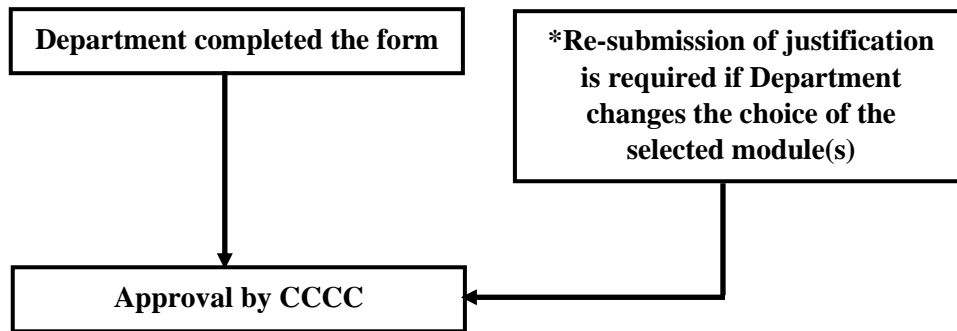 Department completed the form
*Re-submission of justification
is required if Department
changes the choice of the
selected module(s)
Approval by CCCC